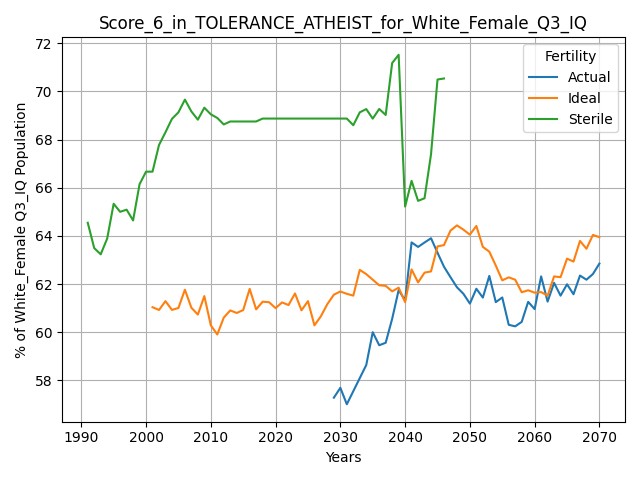 Score_6_in_TOLERANCE_ATHEIST_for_White_Female_Q3_IQ
% of White_Female Q3_IQ Population
72
70
68
66
64
62
60
58
Fertility
Actual
Ideal
Sterile
1990 2000 2010 2020 2030 2040 2050 2060 2070
Years